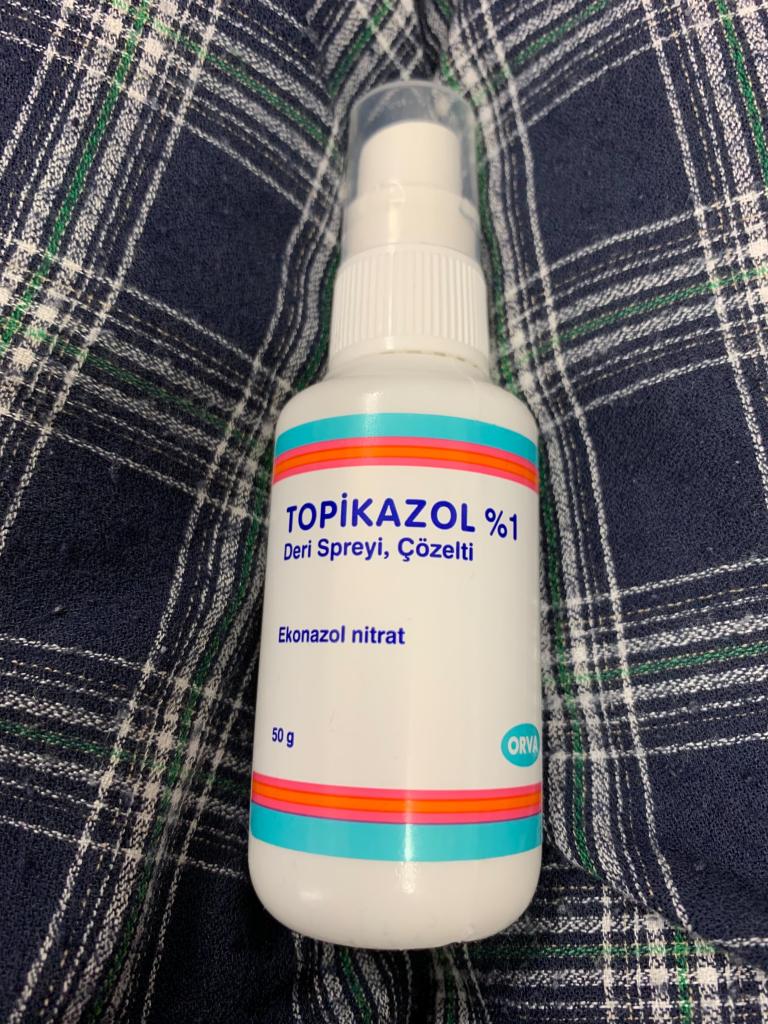 TOPİKAZOL %1
Deri Spreyi, Çözelti
Ekonazol nitrat
50 g
ORVA